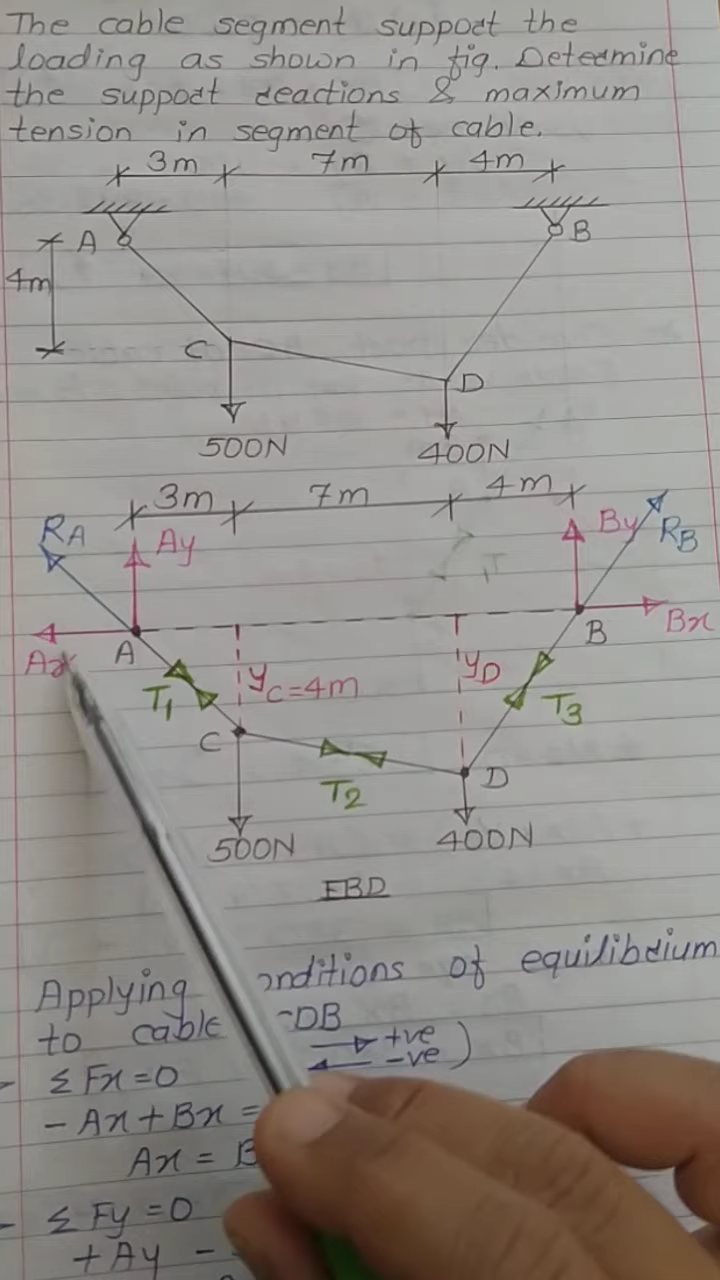 The cable segment support the
loading as shown in fig. Determine
the support reactions & maximum
tension in segment of cable.
3m 7m 4m
A B
4m
C
D
500N 400N
3m 7m 4m
RA Ay By RB
Ax A B Bx
T1 yC=4m yD T3
C
T2 D
500N 400N
FBD
Applying of equilibrium
to cable DB
+ve
-ve )
ΣFx=0
-Ax+Bx=
Ax = B
ΣFy=0
+Ay -